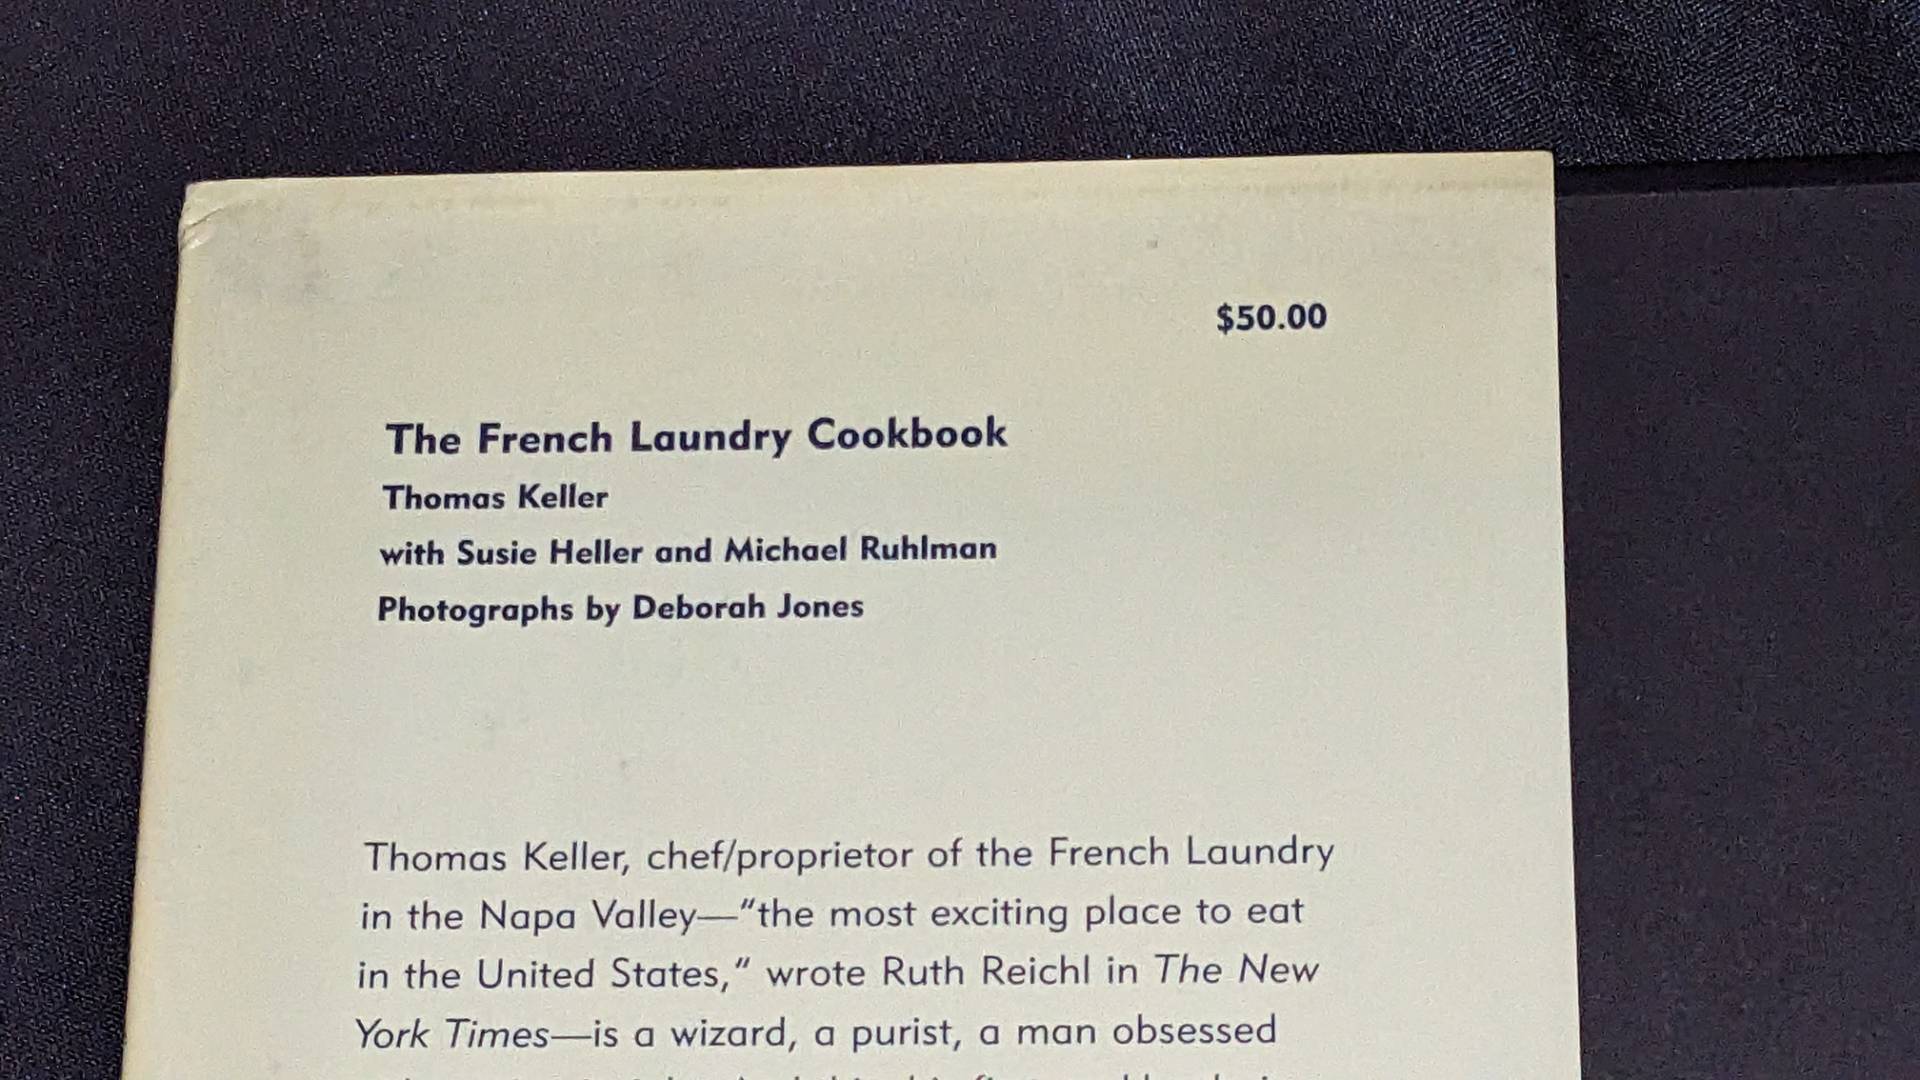 $50.00
The French Laundry Cookbook
Thomas Keller
with Susie Heller and Michael Ruhlman
Photographs by Deborah Jones
Thomas Keller, chef/proprietor of the French Laundry
in the Napa Valley—“the most exciting place to eat
in the United States,” wrote Ruth Reichl in The New
York Times—is a wizard, a purist, a man obsessed